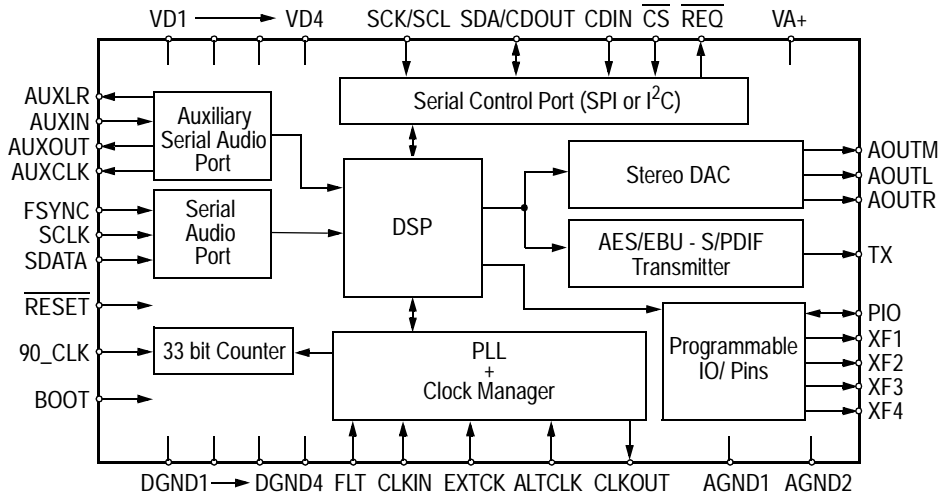 VD1 VD4 SCK/SCL SDA/CDOUT CDIN CS REQ VA+
Serial Control Port (SPI or I2C)
AUXLR
AUXIN
AUXOUT
AUXCLK
Auxiliary
Serial Audio
Port
FSYNC
SCLK
SDATA
Serial
Audio
Port
DSP
Stereo DAC
AOUTM
AOUTL
AOUTR
AES/EBU - S/PDIF
Transmitter
TX
RESET
90_CLK
BOOT
33 bit Counter
PLL
+
Clock Manager
Programmable
IO/ Pins
PIO
XF1
XF2
XF3
XF4
DGND1 DGND4 FLT CLKIN EXTCK ALTCLK CLKOUT AGND1 AGND2